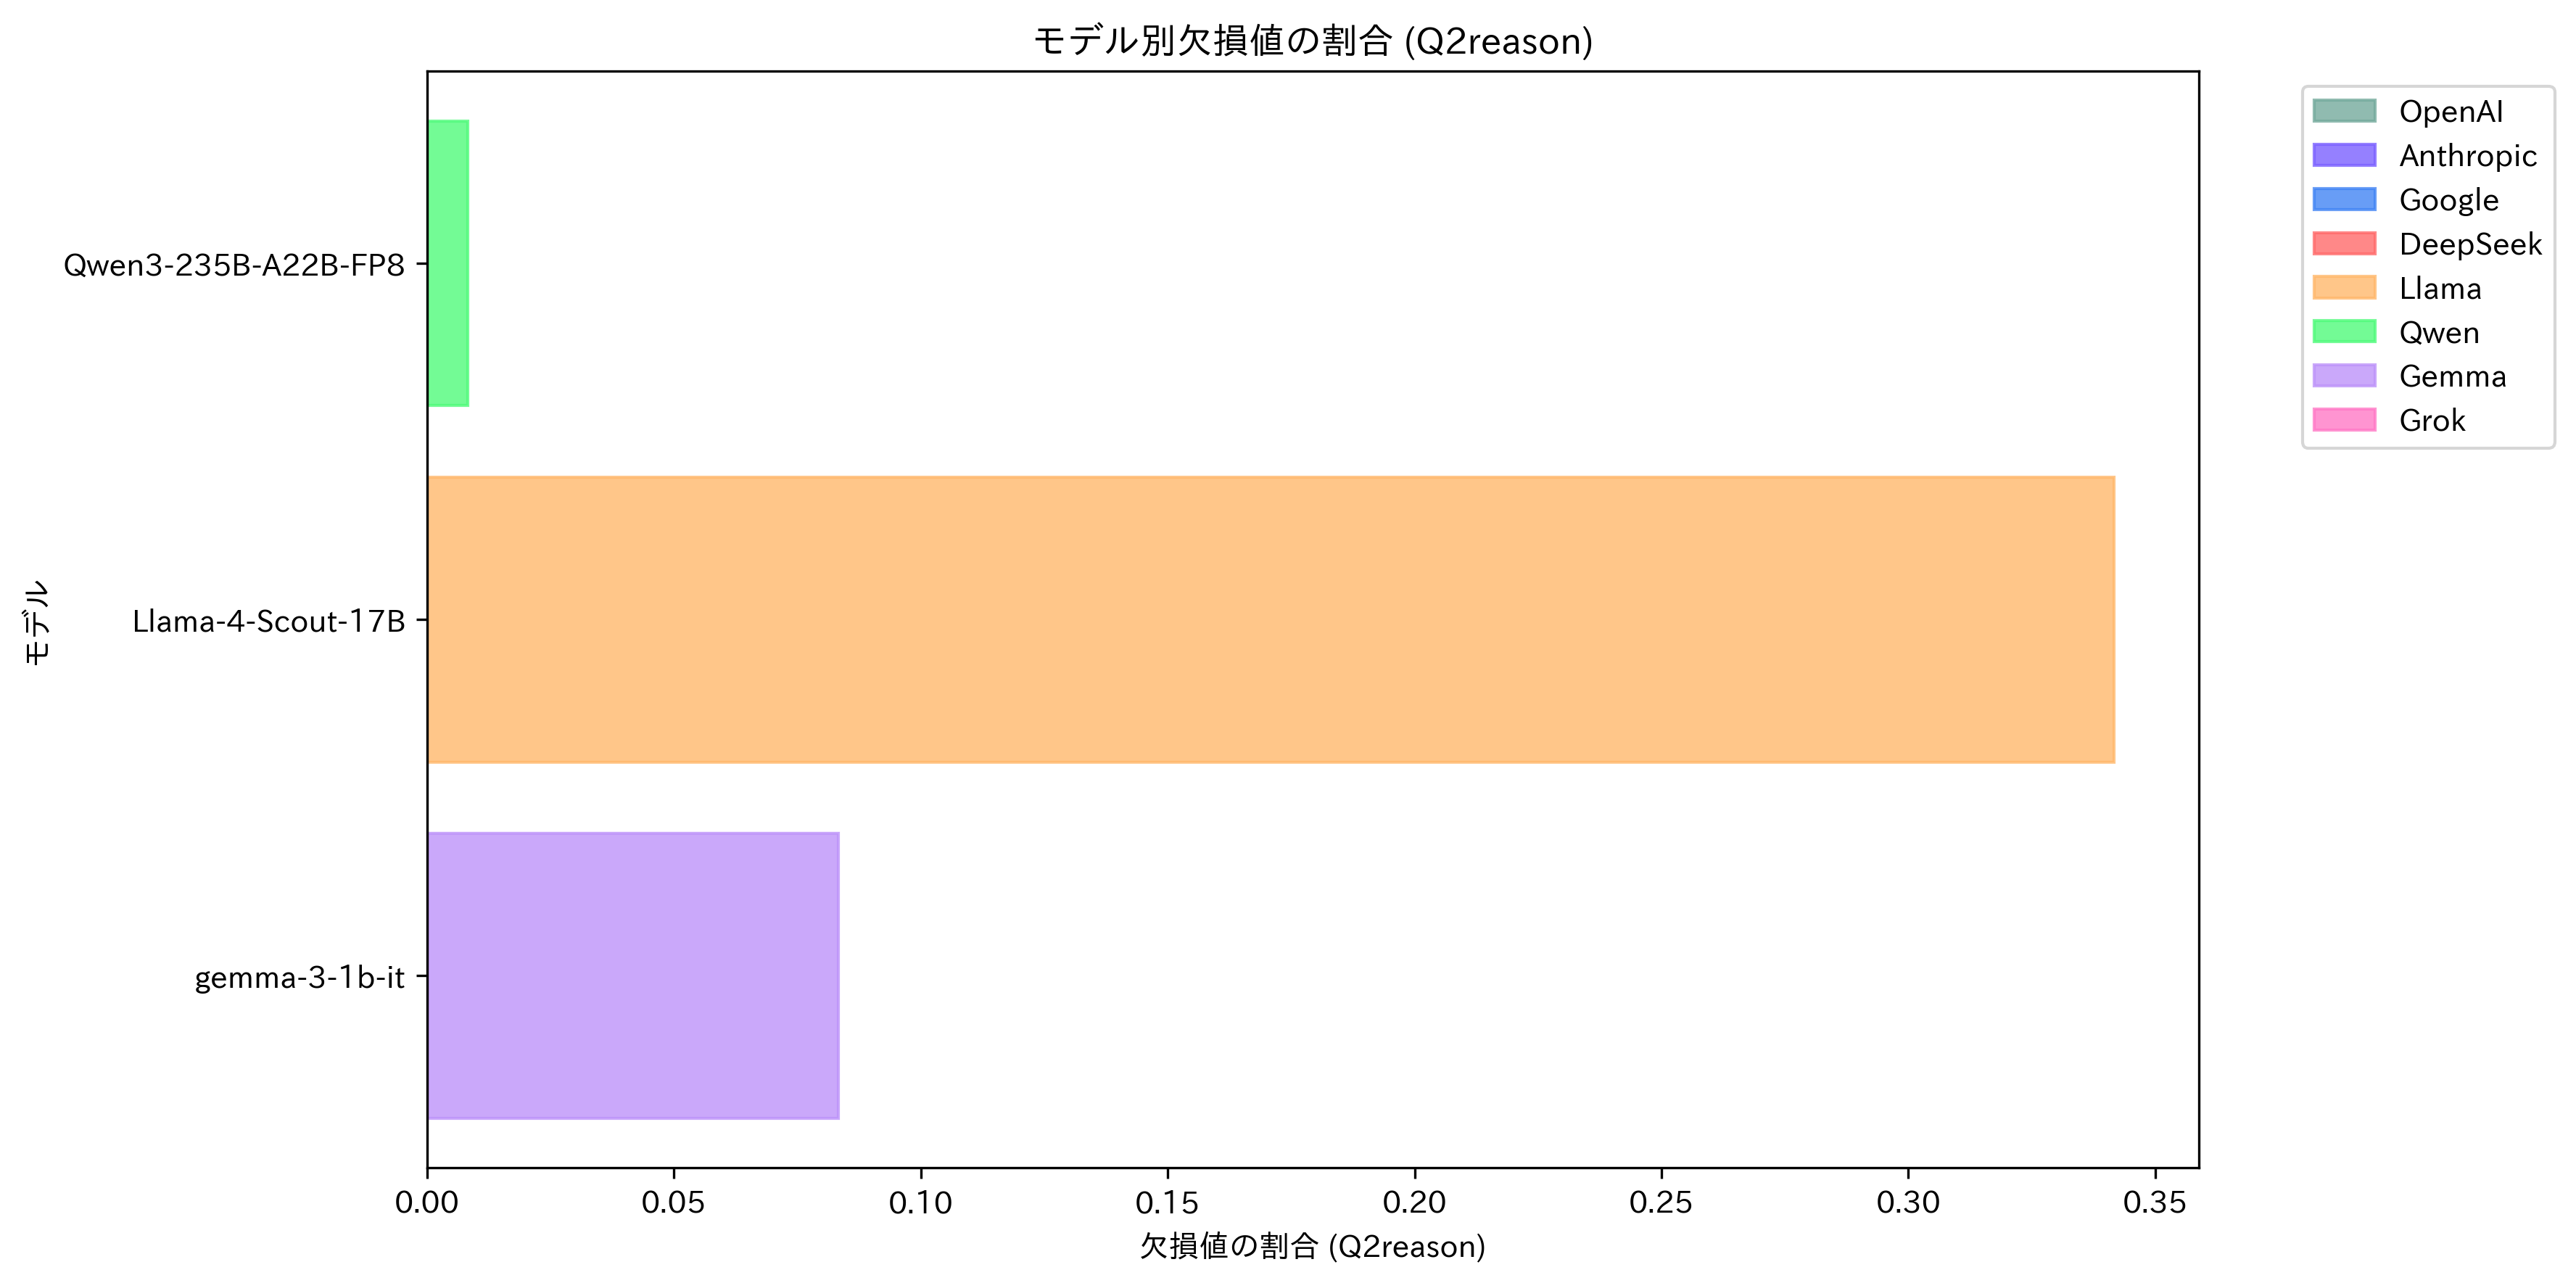 モデル別欠損値の割合 (Q2reason)
OpenAI
Anthropic
Google
DeepSeek
Llama
Qwen
Gemma
Grok
モデル
Qwen3-235B-A22B-FP8
Llama-4-Scout-17B
gemma-3-1b-it
0.00 0.05 0.10 0.15 0.20 0.25 0.30 0.35
欠損値の割合 (Q2reason)